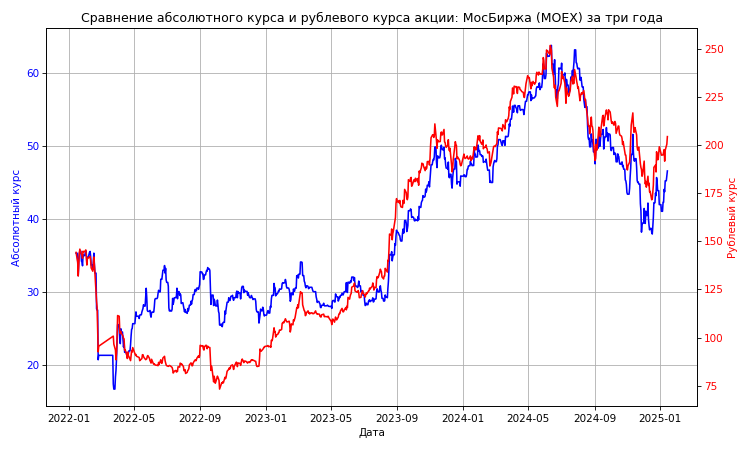 Сравнение абсолютного курса и рублевого курса акции: МосБиржа (MOEX) за три года
Абсолютный курс
60
50
40
30
20
250
225
200
175
150
125
100
75
Рублевый курс
2022-01 2022-05 2022-09 2023-01 2023-05 2023-09 2024-01 2024-05 2024-09 2025-01
Дата